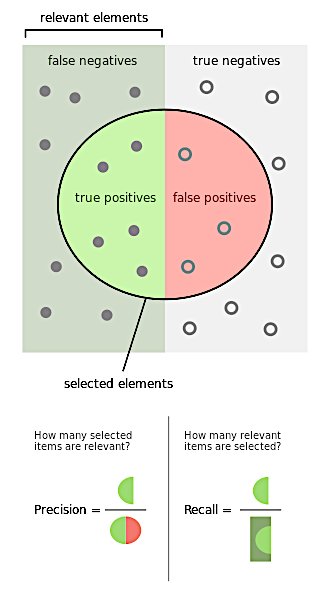 relevant elements
false negatives
true negatives
true positives
false positives
selected elements
How many selected
items are relevant?
How many relevant
items are selected?
Precision =
Recall =